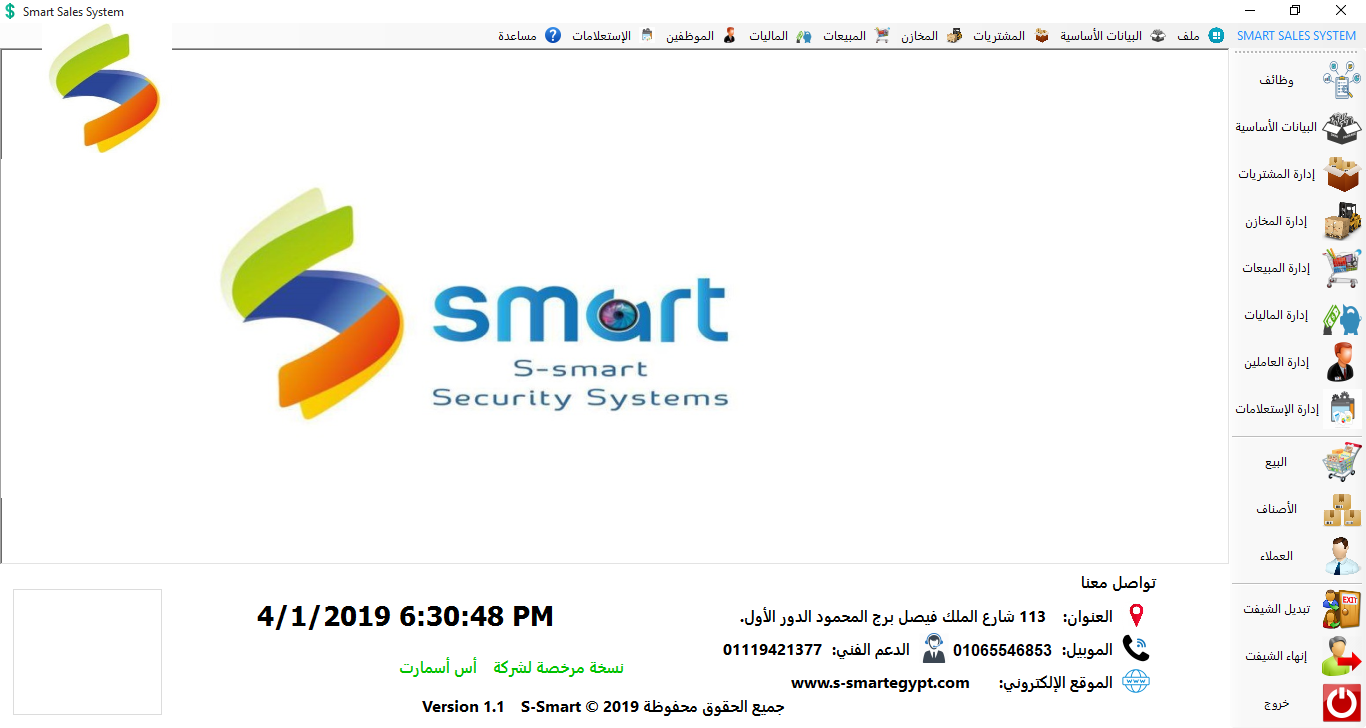 Smart Sales System
SMART SALES SYSTEM ملف البيانات الأساسية المشتريات المخازن المبيعات الماليات الموظفين الإستعلامات مساعدة
وظائف
البيانات الأساسية
إدارة المشتريات
إدارة المخازن
إدارة المبيعات
إدارة الماليات
إدارة العاملين
إدارة الإستعلامات
البيع
الأصناف
العملاء
EXIT
تبديل الشيفت
إنهاء الشيفت
خروج
smart
S-smart
Security Systems
تواصل معنا
العنوان: 113 شارع الملك فيصل برج المحمود الدور الأول.
الموبيل: 01065546853 الدعم الفني: 01119421377
الموقع الإلكتروني: www.s-smartegypt.com
4/1/2019 6:30:48 PM
نسخة مرخصة لشركة أس أسمارت
Version 1.1 S-Smart © 2019 جميع الحقوق محفوظة